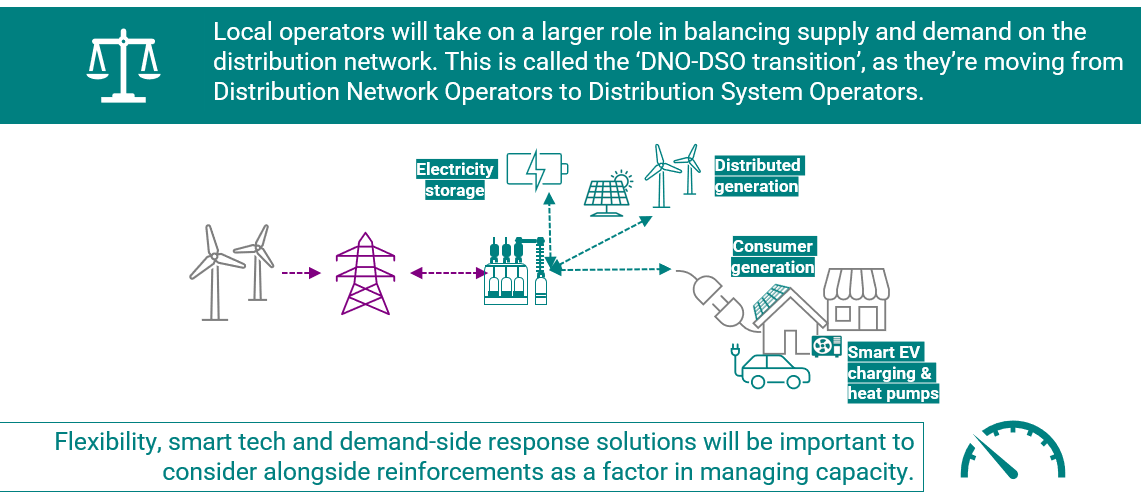 Local operators will take on a larger role in balancing supply and demand on the
distribution network. This is called the ‘DNO-DSO transition’, as they’re moving from
Distribution Network Operators to Distribution System Operators.
Electricity
storage
Distributed
generation
Consumer
generation
Smart EV
charging &
heat pumps
Flexibility, smart tech and demand-side response solutions will be important to
consider alongside reinforcements as a factor in managing capacity.